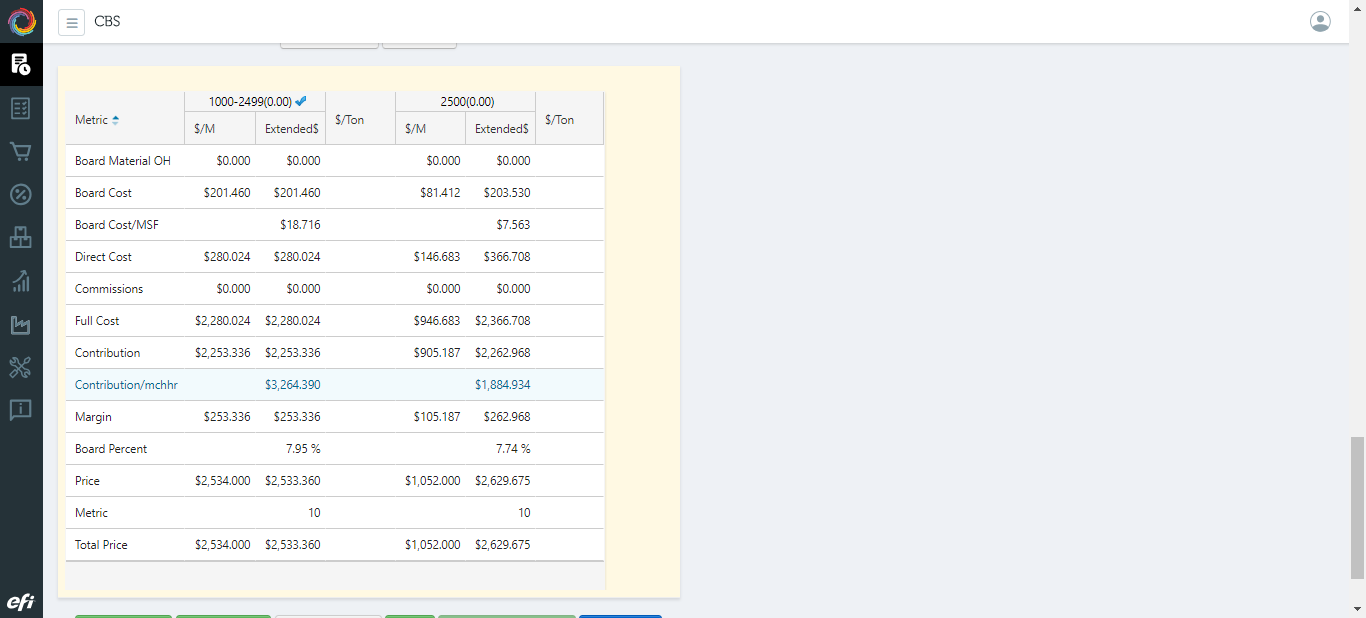 CBS
1000-2499(0.00) 2500(0.00)
Metric $/Ton $/Ton
$/M Extended$ $/M Extended$
Board Material OH $0.000 $0.000 $0.000 $0.000
Board Cost $201.460 $201.460 $81.412 $203.530
Board Cost/MSF $18.716 $7.563
Direct Cost $280.024 $280.024 $146.683 $366.708
Commissions $0.000 $0.000 $0.000 $0.000
Full Cost $2,280.024 $2,280.024 $946.683 $2,366.708
Contribution $2,253.336 $2,253.336 $905.187 $2,262.968
Contribution/mchhr $3,264.390 $1,884.934
Margin $253.336 $253.336 $105.187 $262.968
Board Percent 7.95 % 7.74 %
Price $2,534.000 $2,533.360 $1,052.000 $2,629.675
Metric 10 10
Total Price $2,534.000 $2,533.360 $1,052.000 $2,629.675
efi